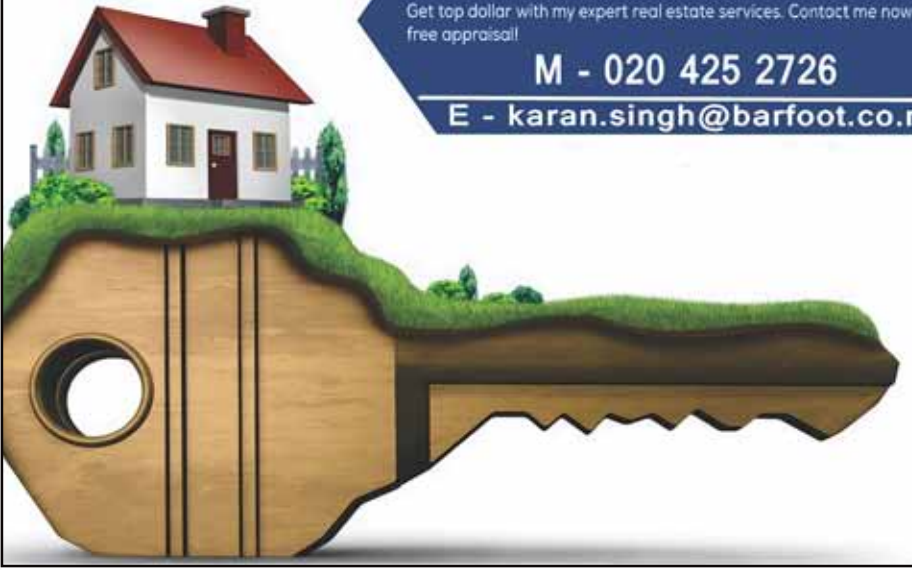 Get top dollar with my expert real estate services. Contact me now
free appraisal!
M - 020 425 2726
E - karan.singh@barfoot.co.n